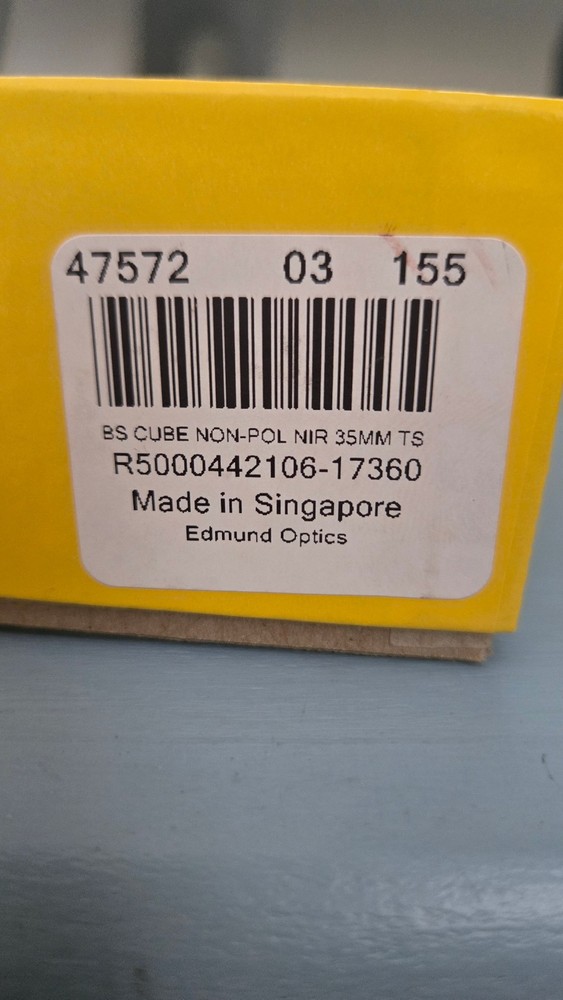 47572 03 155
BS CUBE NON-POL NIR 35MM TS
R5000442106-17360
Made in Singapore
Edmund Optics